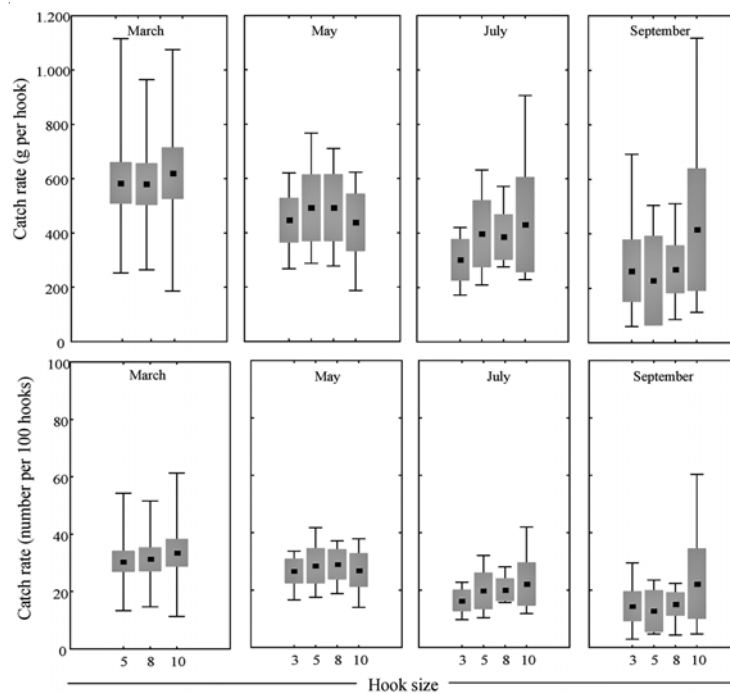 1.200
1.000
800
600
400
200
0
Catch rate (g per hook)
March
May
July
September
100
80
60
40
20
0
Catch rate (number per 100 hooks)
March
May
July
September
5 8 10
3 5 8 10
3 5 8 10
3 5 8 10
Hook size